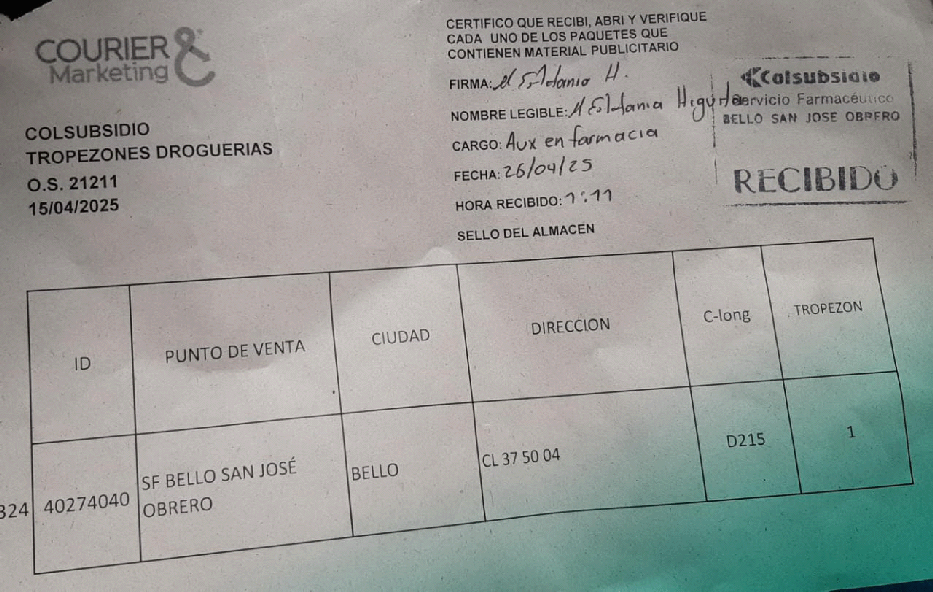 COURIER &
Marketing
COLSUBSIDIO
TROPEZONES DROGUERIAS
O.S. 21211
15/04/2025
CERTIFICO QUE RECIBI, ABRI Y VERIFIQUE
CADA UNO DE LOS PAQUETES QUE
CONTIENEN MATERIAL PUBLICITARIO
FIRMA: H.
NOMBRE LEGIBLE:
CARGO: Aux en farmacia
FECHA: 26/04/25
HORA RECIBIDO:
SELLO DEL ALMACEN
Colsubsidio
Servicio Farmacéutico
BELLO SAN JOSE OBRERO
RECIBIDO
ID PUNTO DE VENTA CIUDAD DIRECCION C-long TROPEZON
324 40274040 SF BELLO SAN JOSÉ OBRERO BELLO CL 37 50 04 D215 1